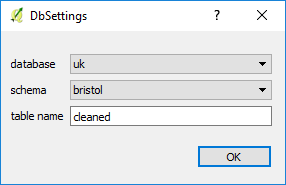 DbSettings
database uk
schema bristol
table name cleaned
OK